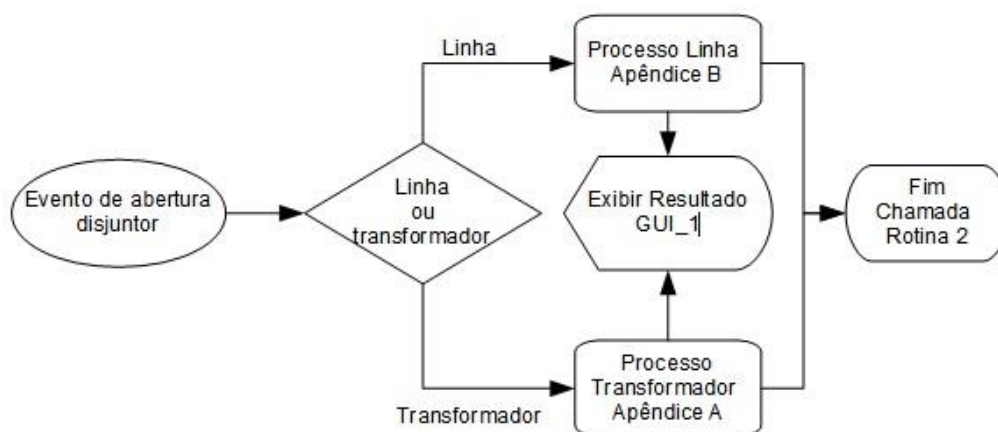 Linha
Processo Linha
Apêndice B
Evento de abertura
disjuntor
Linha
ou
transformador
Exibir Resultado
GUI_1
Fim
Chamada
Rotina 2
Transformador
Processo
Transformador
Apêndice A